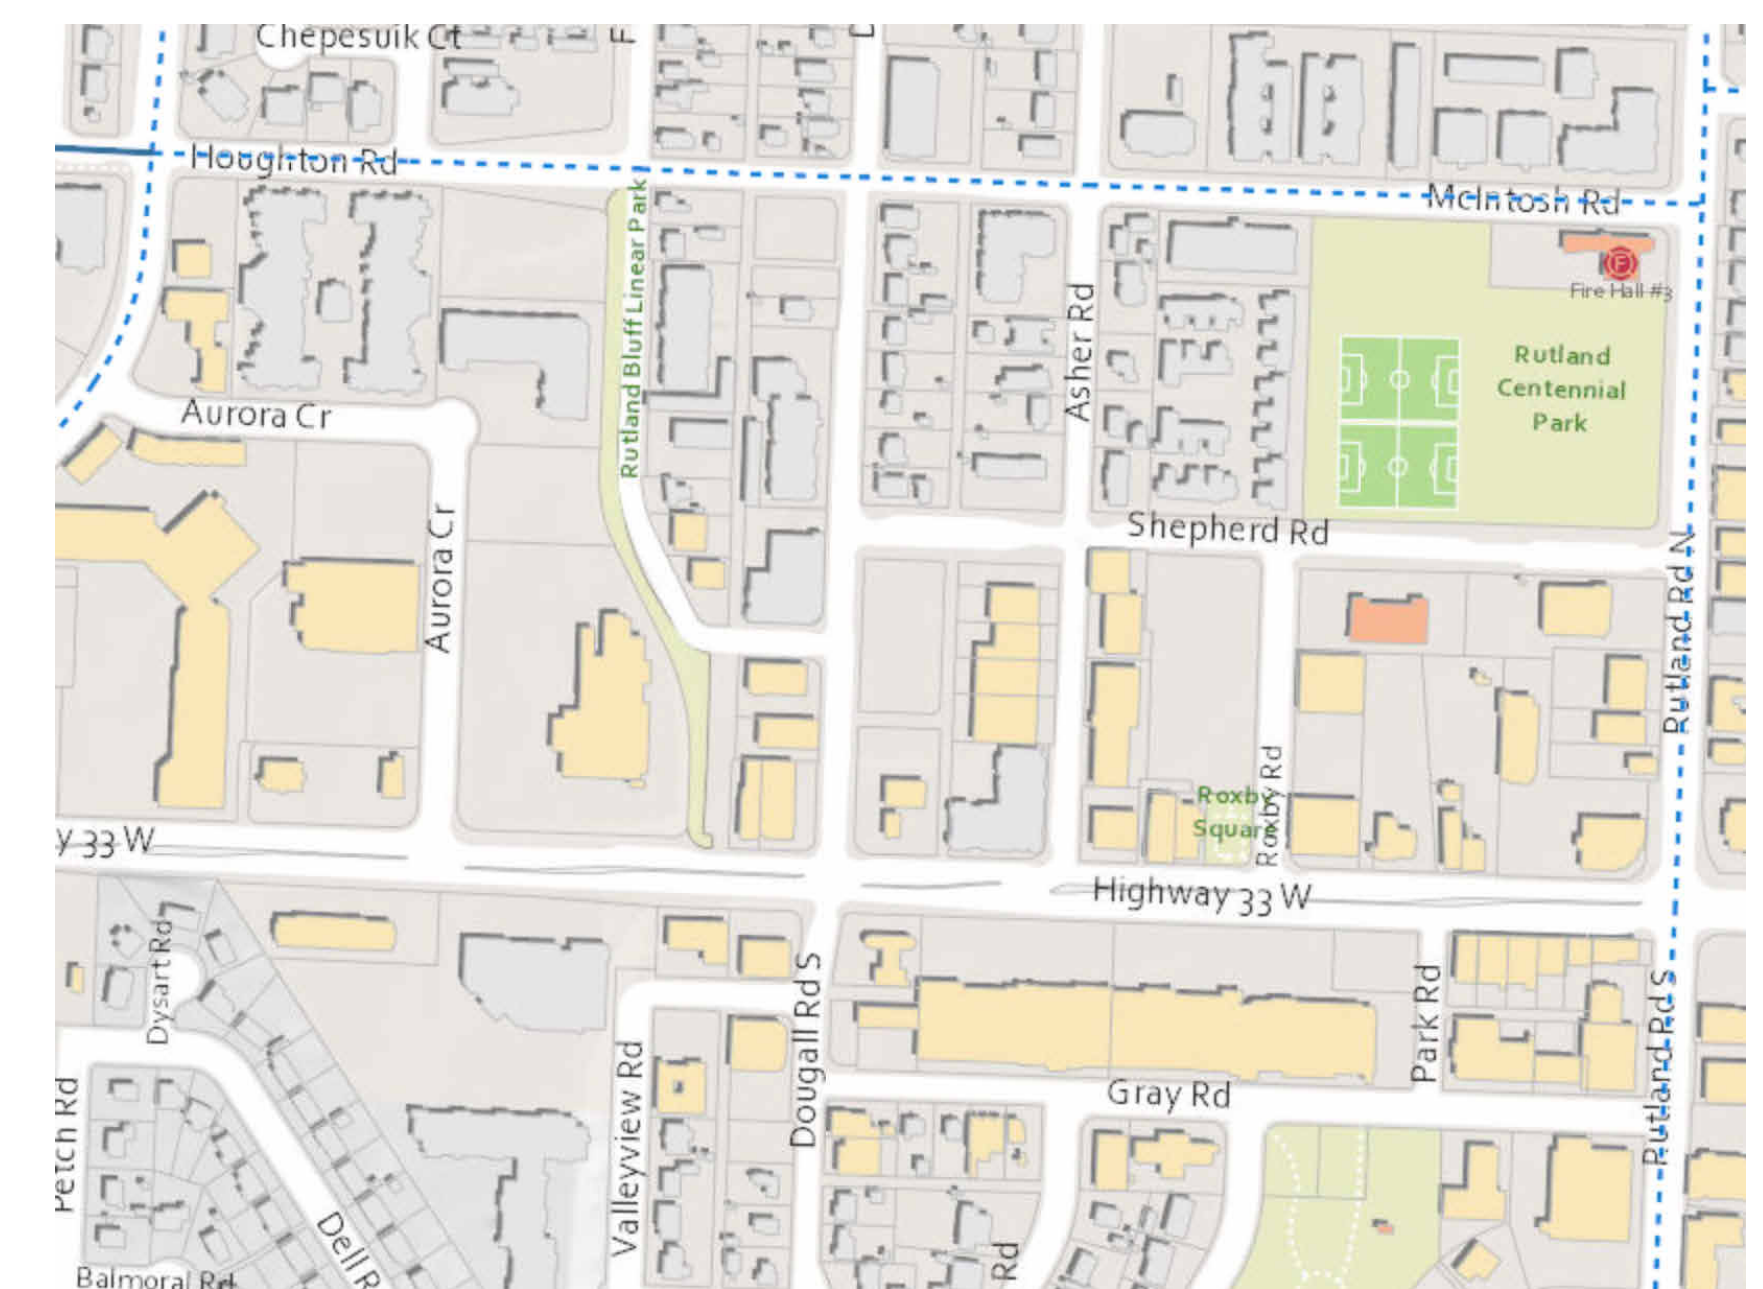 Chepesuik Ct
F
Houghton Rd
McIntosh Rd
Rutland Bluff Linear Park
F
Fire Hall #3
Asher Rd
Rutland
Centennial
Park
Aurora Cr
Aurora Cr
Shepherd Rd
Rutland Rd N
Roxby Rd
Roxby
Square
y 33 W
Highway 33 W
Dysart Rd
Dougall Rd S
Park Rd
Rutland Rd S
Petch Rd
Valleyview Rd
Gray Rd
Dell R
Rd
Balmoral Rd